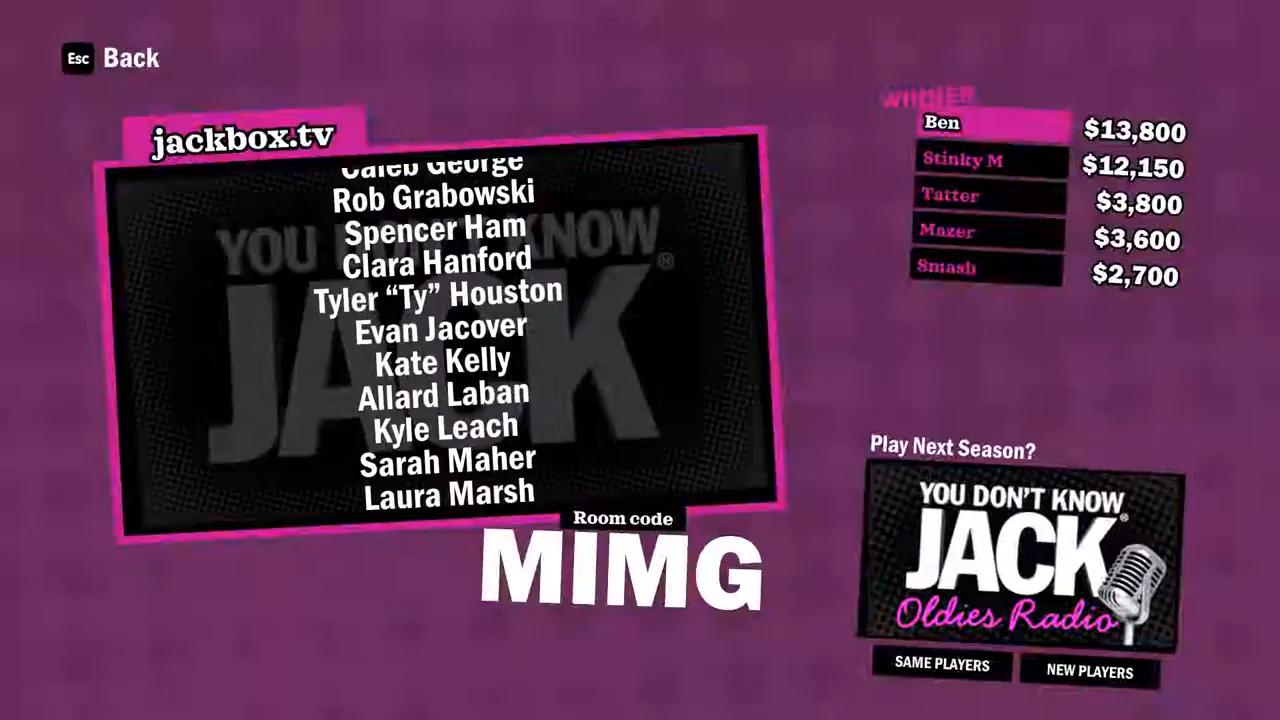 Esc Back
jackbox.tv
Caleb George
Rob Grabowski
Spencer Ham
Clara Hanford
Tyler “Ty” Houston
Evan Jacover
Kate Kelly
Allard Laban
Kyle Leach
Sarah Maher
Laura Marsh
YOU DON'T KNOW
JACK®
Room code
MIMG
WINNER
Ben $13,800
Stinky M $12,150
Tatter $3,800
Mazer $3,600
Smash $2,700
Play Next Season?
YOU DON'T KNOW
JACK®
Oldies Radio
SAME PLAYERS
NEW PLAYERS